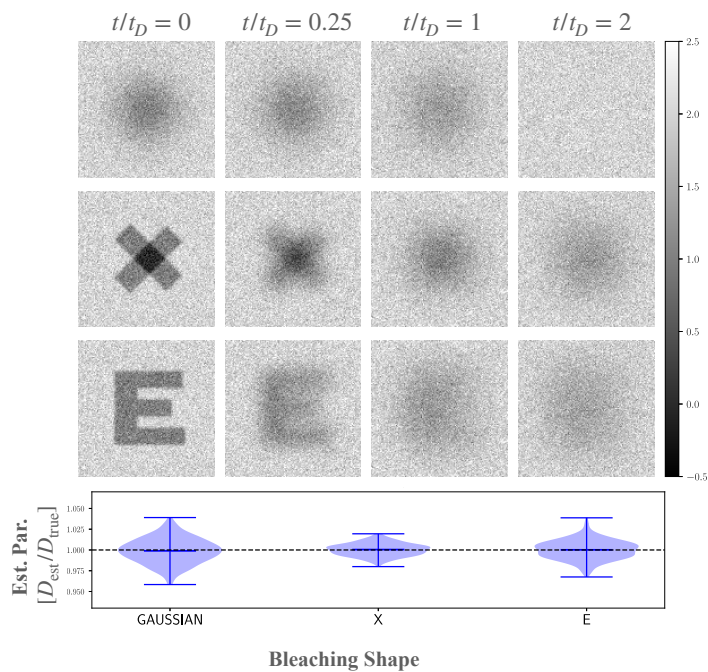 t/t_D = 0 t/t_D = 0.25 t/t_D = 1 t/t_D = 2
2.5
2.0
1.5
1.0
0.5
0.0
−0.5
E
Est. Par.
[D_est/D_true]
1.050
1.025
1.000
0.975
0.950
GAUSSIAN X E
Bleaching Shape